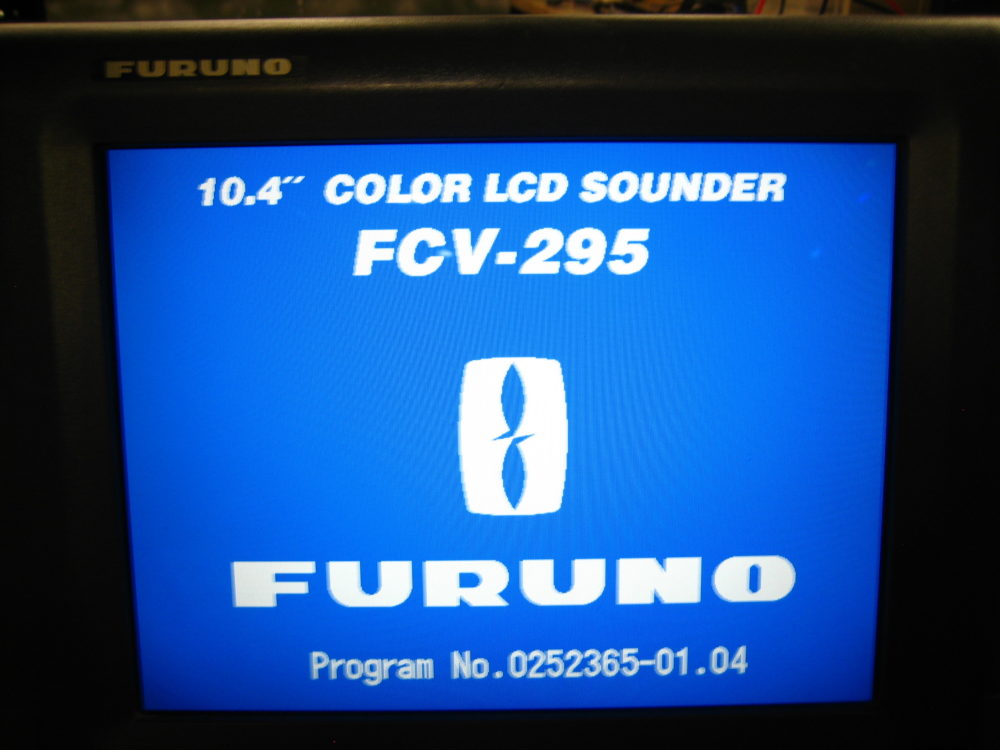 FURUNO
10.4″ COLOR LCD SOUNDER
FCV-295
FURUNO
Program No.0252365-01.04